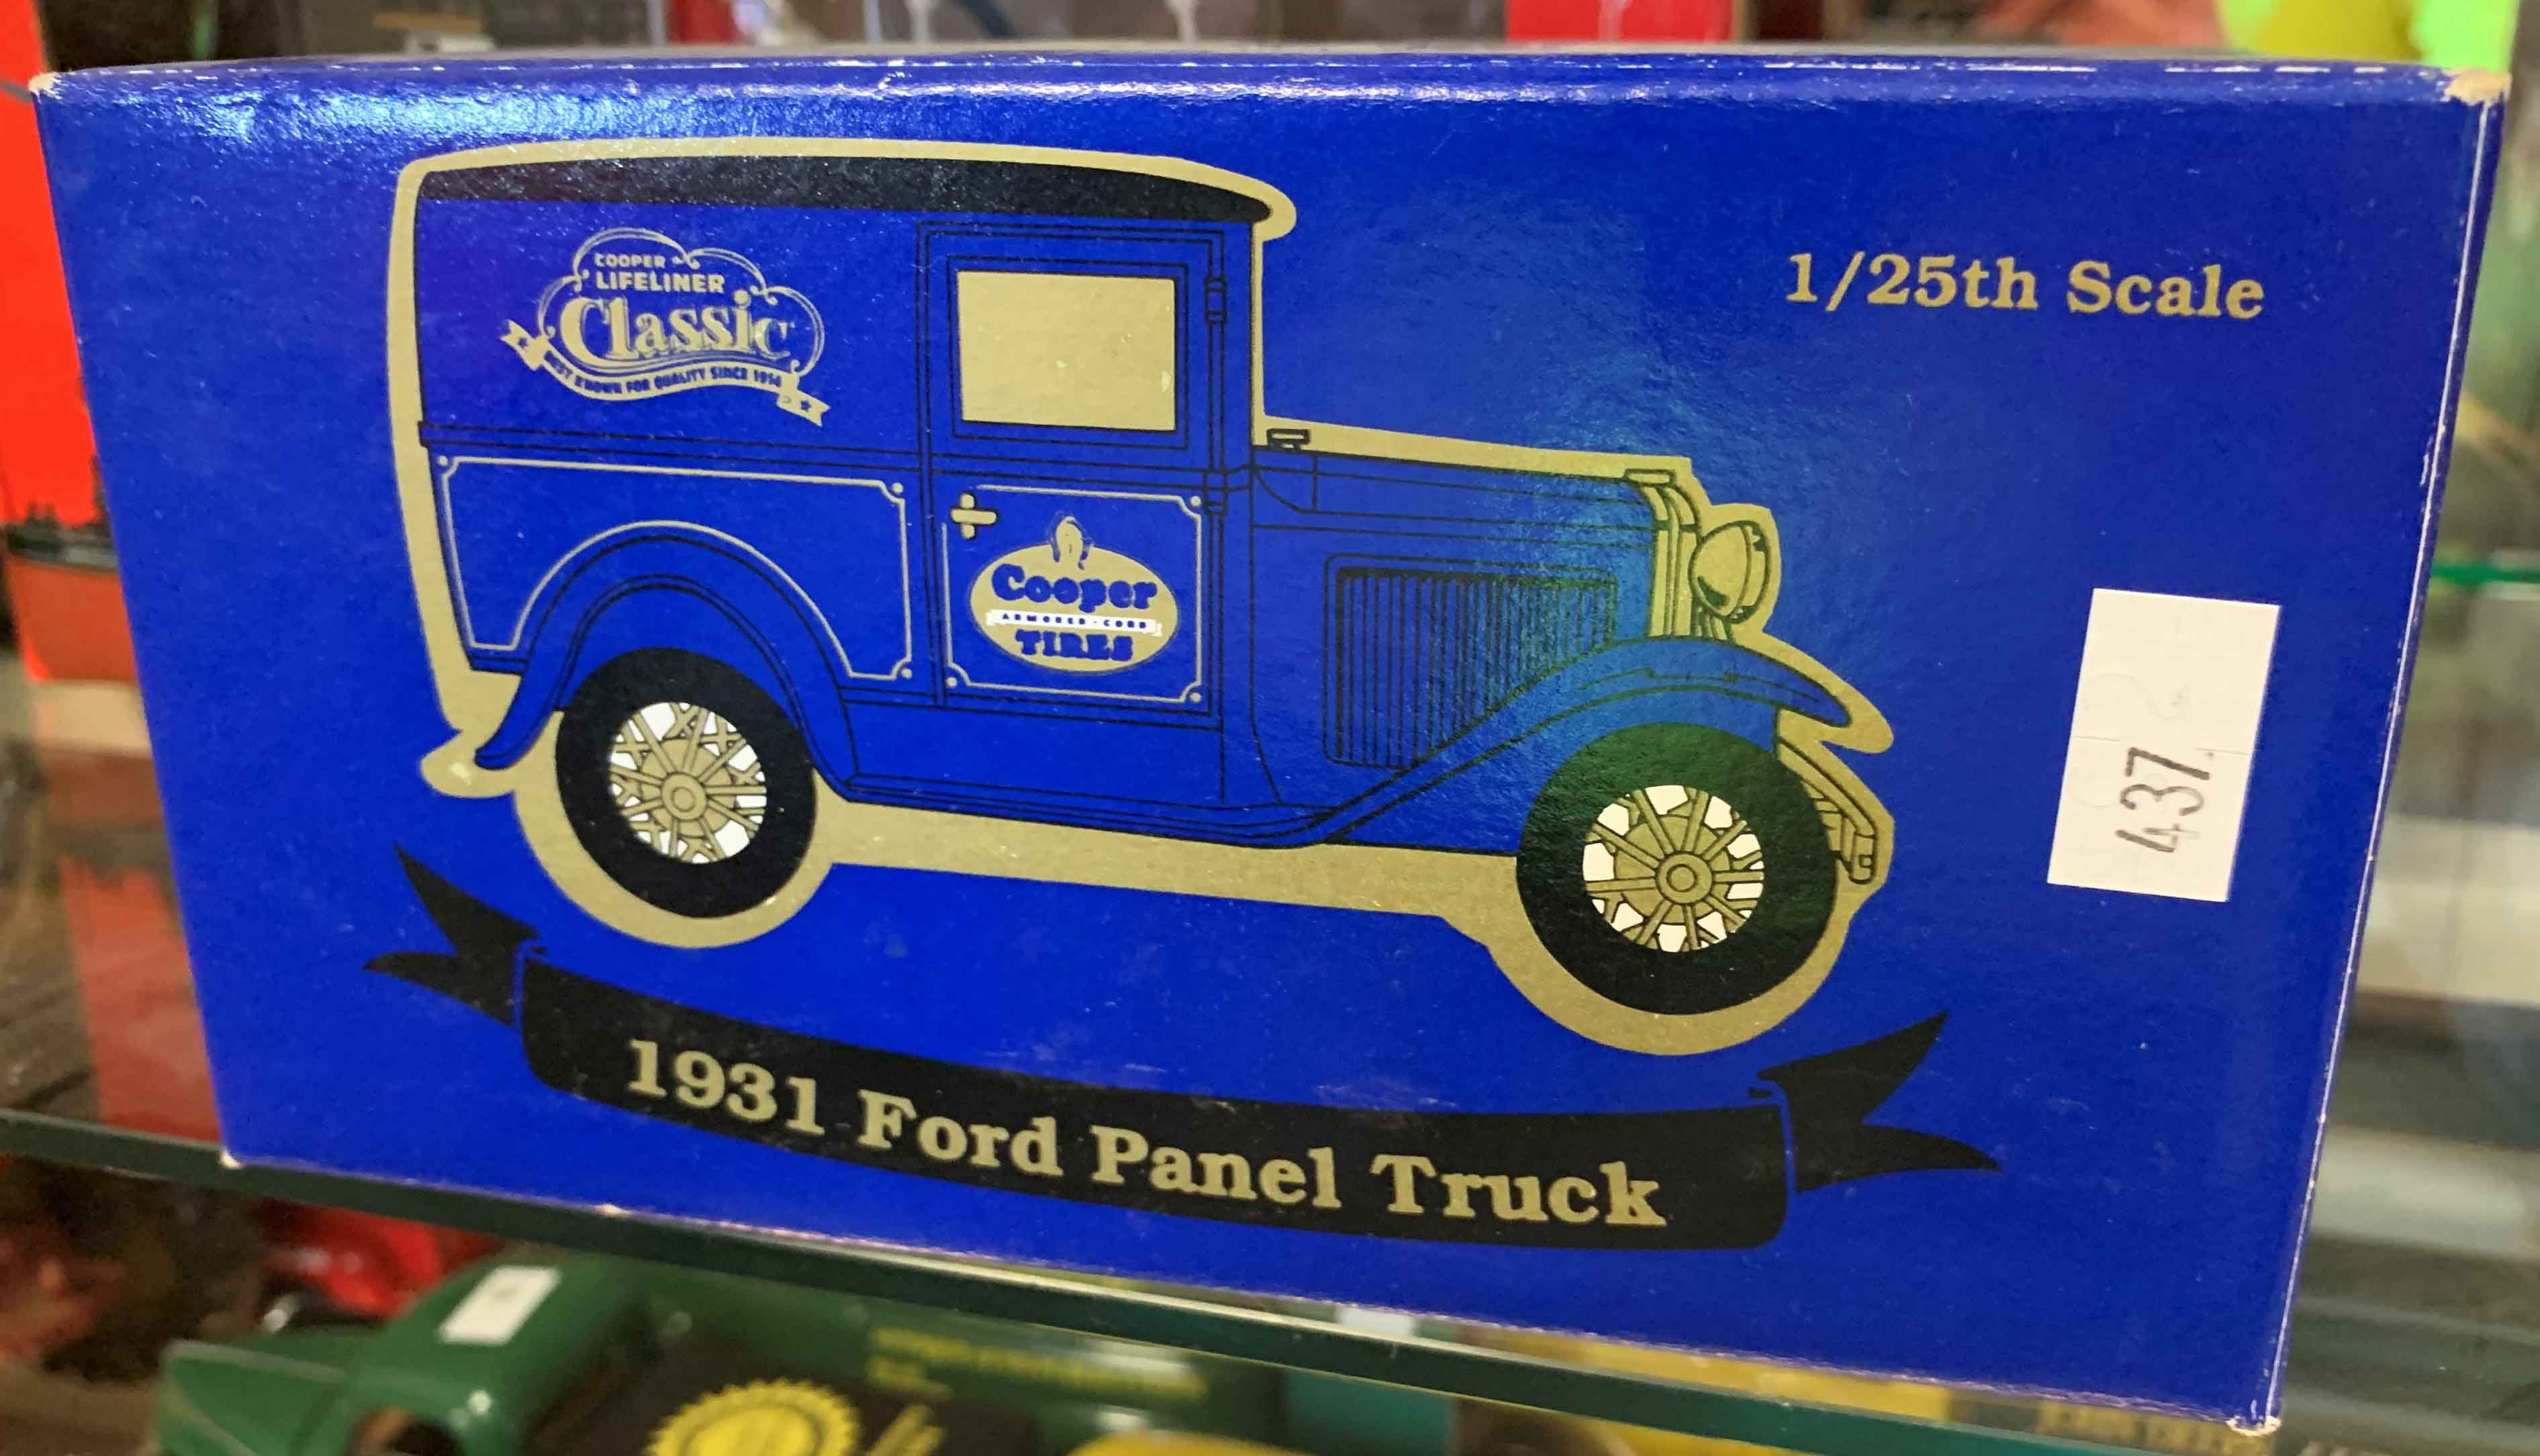 COOPER
LIFELINER
Classic
MOST KNOWN FOR QUALITY SINCE 1914
1/25th Scale
Cooper
ARMORED-CORD
TIRES
437
1931 Ford Panel Truck